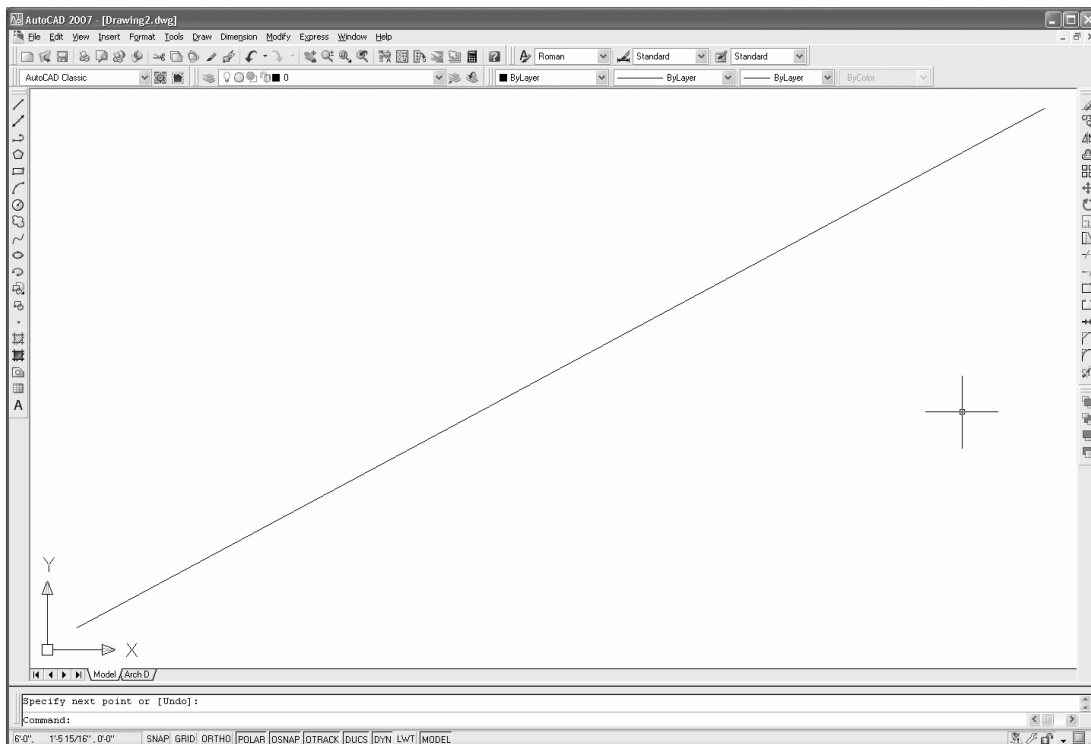 AutoCAD 2007 - [Drawing2.dwg]
File Edit View Insert Format Tools Draw Dimension Modify Express Window Help
Roman Standard Standard
AutoCAD Classic 0 ByLayer ByLayer ByLayer ByColor
A
Y
X
Model Arch D
Specify next point or [Undo]:
Command:
6'-0", 1'-5 15/16" , 0'-0" SNAP GRID ORTHO POLAR OSNAP OTRACK DUCS DYN LWT MODEL